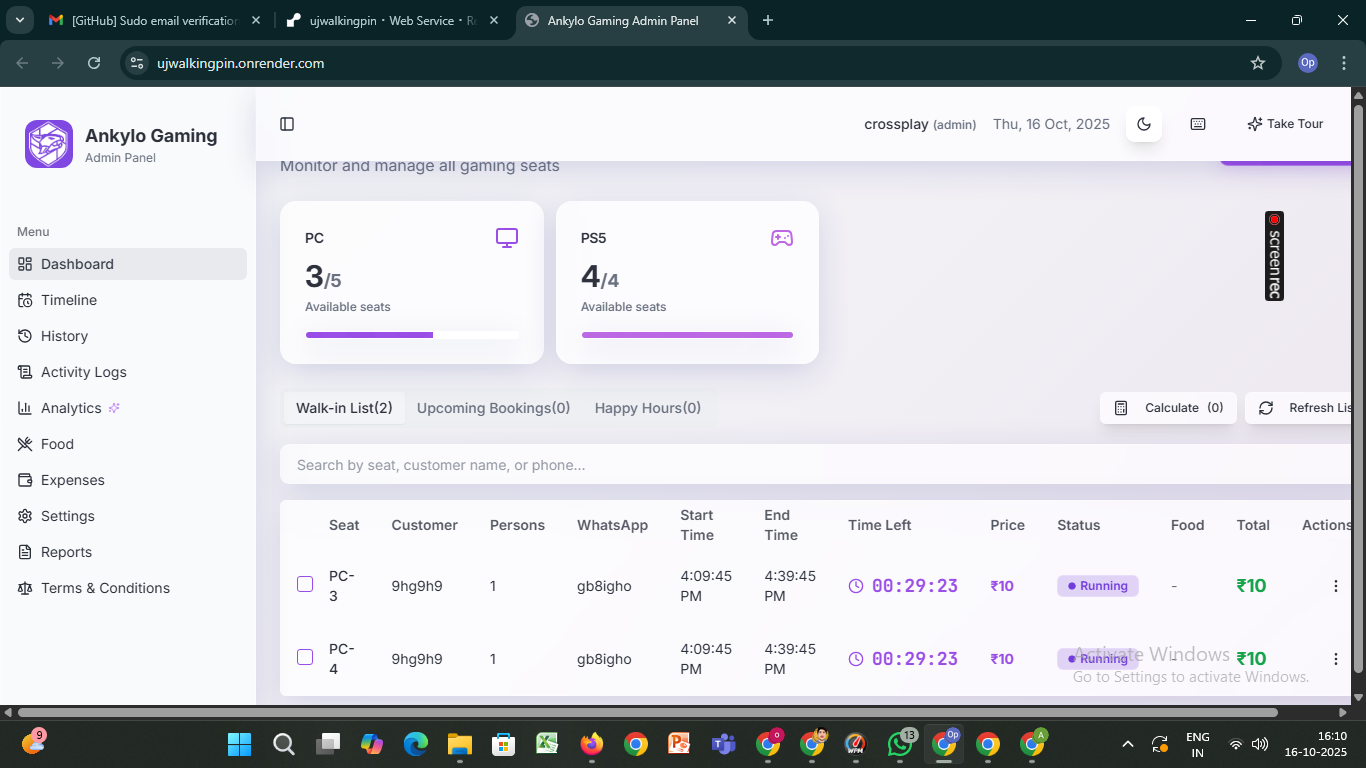 [GitHub] Sudo email verification
ujwalkingpin · Web Service · Re
Ankylo Gaming Admin Panel
ujwalkingpin.onrender.com
Op
Ankylo Gaming
Admin Panel
crossplay (admin)
Thu, 16 Oct, 2025
Take Tour
Monitor and manage all gaming seats
Menu
Dashboard
Timeline
History
Activity Logs
Analytics
Food
Expenses
Settings
Reports
Terms & Conditions
PC
3/5
Available seats
PS5
4/4
Available seats
screenrec
Walk-in List(2)
Upcoming Bookings(0)
Happy Hours(0)
Calculate (0)
Refresh Lis
Search by seat, customer name, or phone...
Seat Customer Persons WhatsApp Start Time End Time Time Left Price Status Food Total Actions
PC-3 9hg9h9 1 gb8igho 4:09:45 PM 4:39:45 PM 00:29:23 ₹10 Running - ₹10
PC-4 9hg9h9 1 gb8igho 4:09:45 PM 4:39:45 PM 00:29:23 ₹10 Running - ₹10
Activate Windows
Go to Settings to activate Windows.
9
o
WPM
13
Op
A
ENG
IN
16:10
16-10-2025